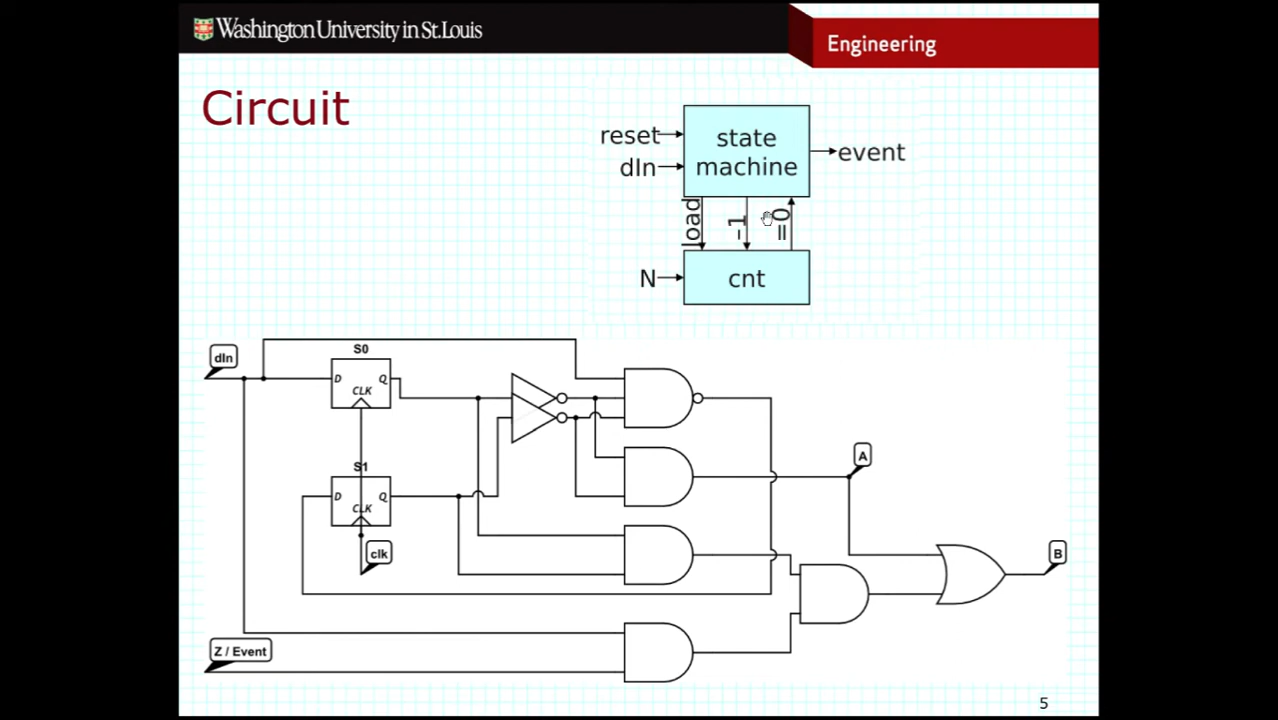 Washington University in St.Louis
Engineering
Circuit
reset
dIn
state
machine
event
load
-1
=0
N
cnt
dIn
S0
D
Q
CLK
S1
D
Q
CLK
clk
A
B
Z / Event
5